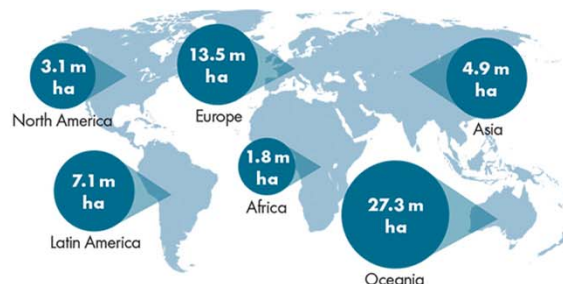 3.1 m
ha
North America
13.5 m
ha
Europe
4.9 m
ha
Asia
7.1 m
ha
Latin America
1.8 m
ha
Africa
27.3 m
ha
Oceania